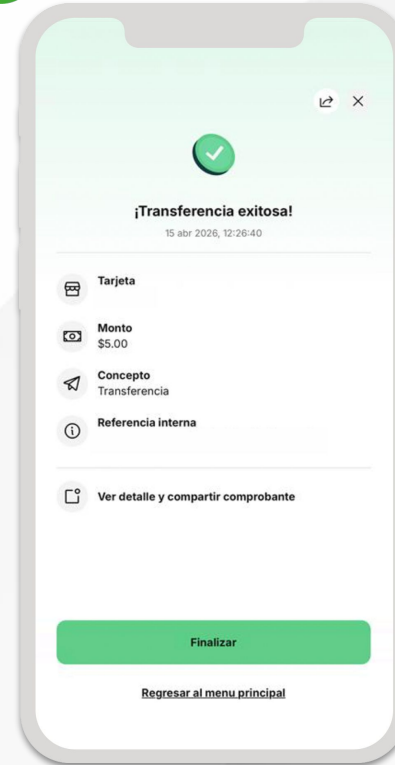 ¡Transferencia exitosa!
15 abr 2026, 12:26:40
Tarjeta
Monto
$5.00
Concepto
Transferencia
Referencia interna
Ver detalle y compartir comprobante
Finalizar
Regresar al menu principal